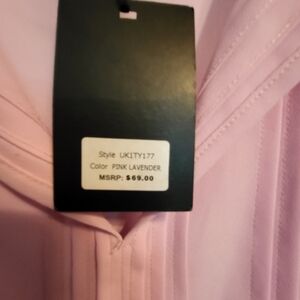 Style UK1TY177
Color PINK LAVENDER
MSRP: $69.00